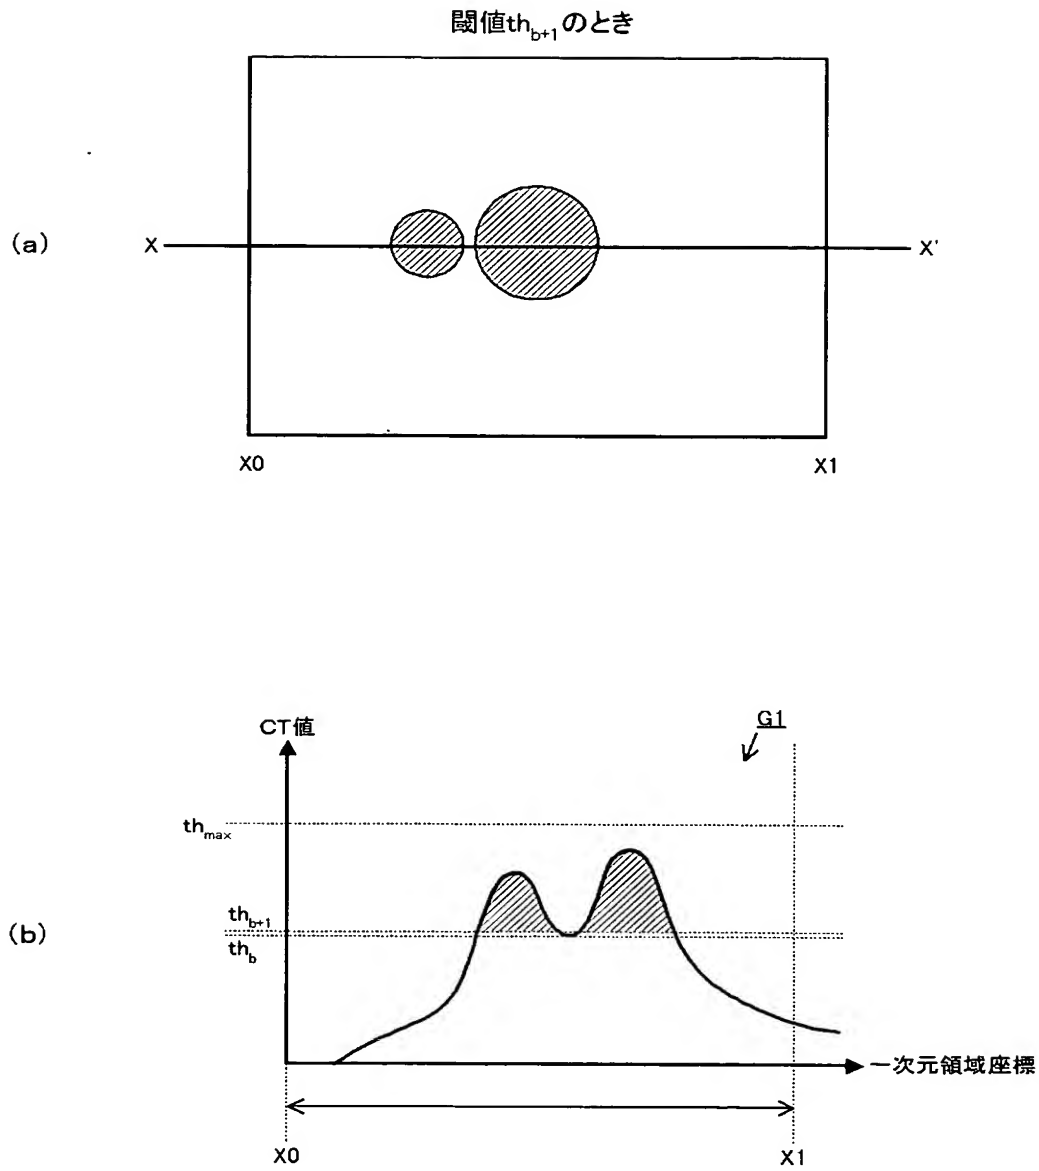 閾値th_{b+1}のとき
(a)
X
X'
X0
X1
CT値
G1
th_{max}
(b)
th_{b+1}
th_{b}
一次元領域座標
X0
X1